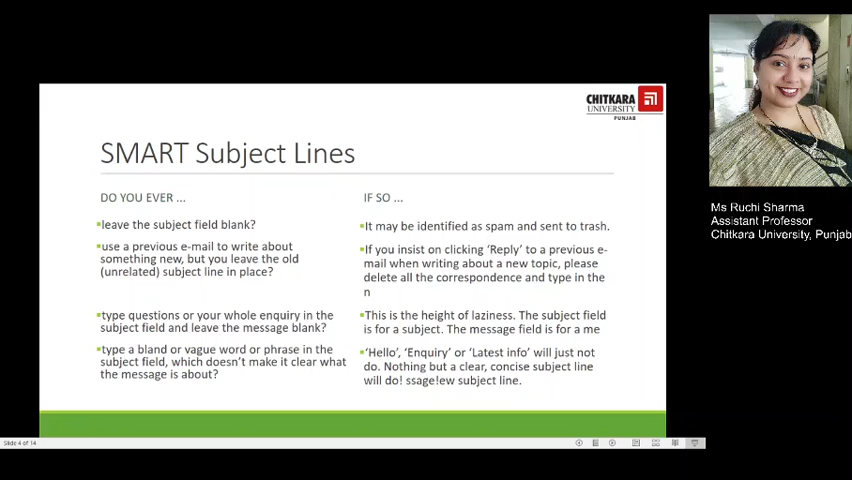 CHITKARA
UNIVERSITY
PUNJAB
SMART Subject Lines
DO YOU EVER ...
leave the subject field blank?
use a previous e-mail to write about
something new, but you leave the old
(unrelated) subject line in place?
type questions or your whole enquiry in the
subject field and leave the message blank?
type a bland or vague word or phrase in the
subject field, which doesn't make it clear what
the message is about?
IF SO ...
It may be identified as spam and sent to trash.
If you insist on clicking 'Reply' to a previous e-
mail when writing about a new topic, please
delete all the correspondence and type in the
n
This is the height of laziness. The subject field
is for a subject. The message field is for a me
'Hello', 'Enquiry' or 'Latest info' will just not
do. Nothing but a clear, concise subject line
will do! ssage!ew subject line.
Ms Ruchi Sharma
Assistant Professor
Chitkara University, Punjab
Slide 4 of 14